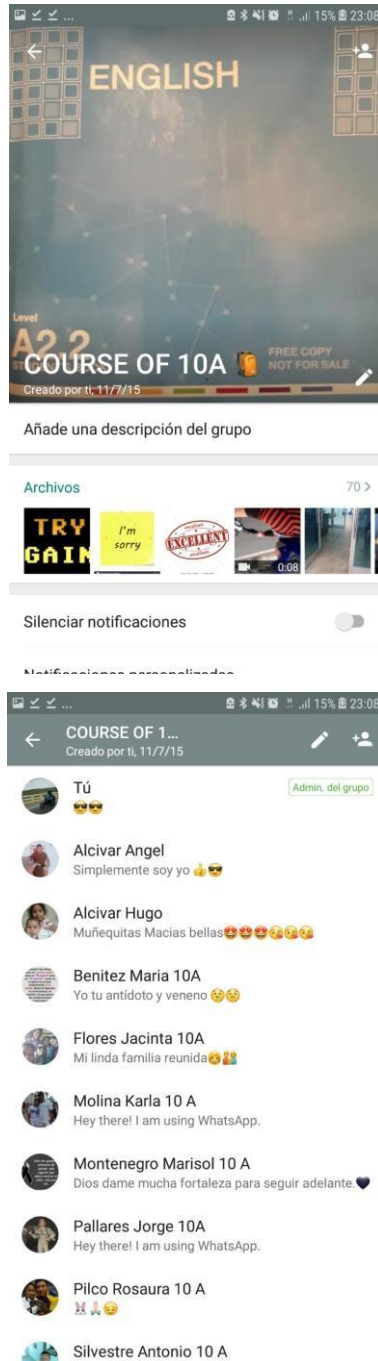 15% 23:08
ENGLISH
Level
A2.2
FREE COPY
NOT FOR SALE
COURSE OF 10A 🎒
Creado por ti, 11/7/15
Añade una descripción del grupo
Archivos 70 >
TRY
GAIN
I'm
sorry
EXCELLENT
0:08
Silenciar notificaciones
Notificaciones personalizadas
15% 23:08
COURSE OF 1...
Creado por ti, 11/7/15
Tú
Admin. del grupo
😎😎
Alcivar Angel
Simplemente soy yo 👍😎
Alcivar Hugo
Muñequitas Macias bellas🤩🤩🤩😘😘😘
Benitez Maria 10A
Yo tu antídoto y veneno
Flores Jacinta 10A
Mi linda familia reunida
Molina Karla 10 A
Hey there! I am using WhatsApp.
Montenegro Marisol 10 A
Dios dame mucha fortaleza para seguir adelante.🖤
Pallares Jorge 10A
Hey there! I am using WhatsApp.
Pilco Rosaura 10 A
Silvestre Antonio 10 A